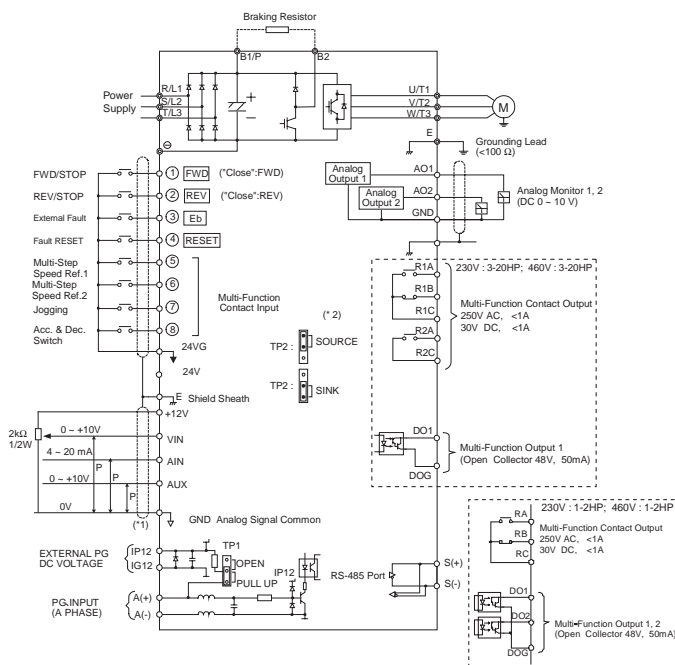 Braking Resistor
B1/P
B2
Power
Supply
R/L1
S/L2
T/L3
+
−
⊖
U/T1
V/T2
W/T3
M
E
Grounding Lead
(<100 Ω)
FWD/STOP
① FWD ("Close":FWD)
REV/STOP
② REV ("Close":REV)
External Fault
③ Eb
Fault RESET
④ RESET
Multi-Step
Speed Ref.1
⑤
Multi-Step
Speed Ref.2
⑥
Jogging
⑦
Acc. & Dec.
Switch
⑧
Multi-Function
Contact Input
24VG
24V
E Shield Sheath
Analog
Output 1
Analog
Output 2
AO1
AO2
GND
Analog Monitor 1, 2
(DC 0 ~ 10 V)
(* 2)
TP2 : SOURCE
TP2 : SINK
R1A
R1B
R1C
R2A
R2C
230V : 3-20HP; 460V : 3-20HP
Multi-Function Contact Output
250V AC, <1A
30V DC, <1A
DO1
DOG
Multi-Function Output 1
(Open Collector 48V, 50mA)
+12V
2kΩ
1/2W
0 ~ +10V
VIN
4 ~ 20 mA
AIN
0 ~ +10V
AUX
P
P
P
0V
(*1)
GND Analog Signal Common
EXTERNAL PG
DC VOLTAGE
IP12
IG12
TP1
OPEN
PULL UP
IP12
PG.INPUT
(A PHASE)
A(+)
A(-)
RS-485 Port
S(+)
S(-)
230V : 1-2HP; 460V : 1-2HP
RA
RB
RC
Multi-Function Contact Output
250V AC, <1A
30V DC, <1A
DO1
DO2
DOG
Multi-Function Output 1, 2
(Open Collector 48V, 50mA)